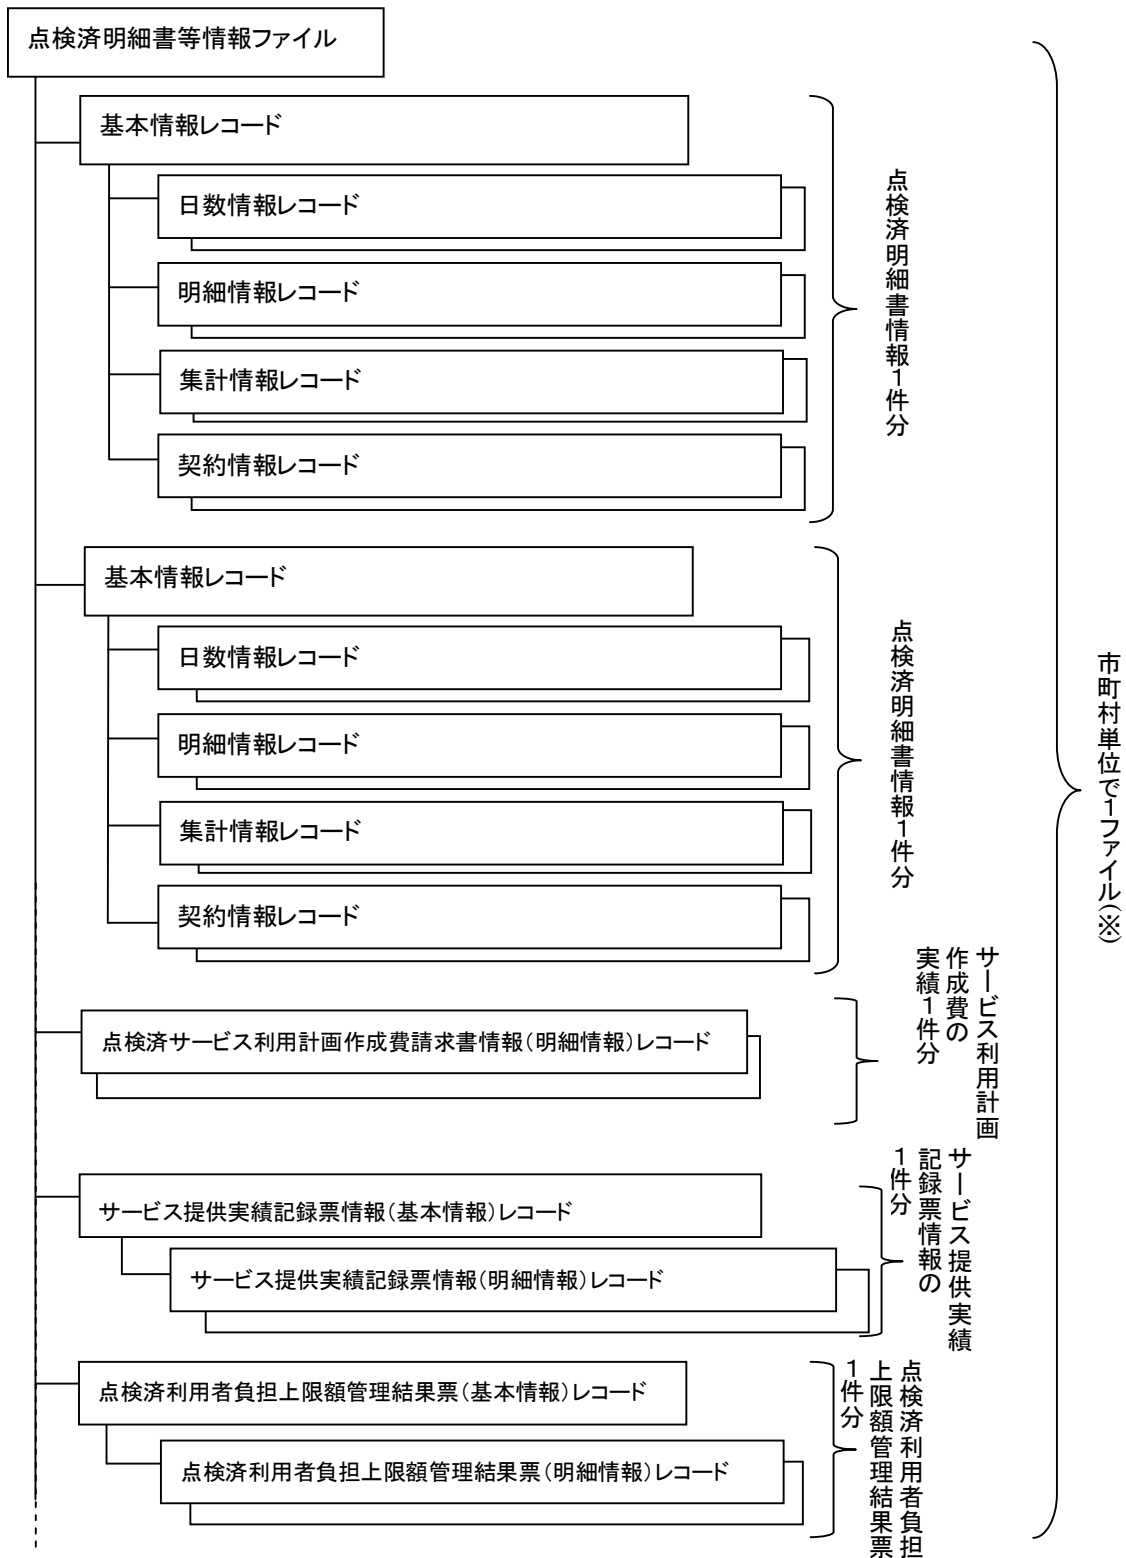 点検済明細書等情報ファイル
基本情報レコード
日数情報レコード
明細情報レコード
集計情報レコード
契約情報レコード
点検済明細書情報1件分
基本情報レコード
日数情報レコード
明細情報レコード
集計情報レコード
契約情報レコード
点検済明細書情報1件分
点検済サービス利用計画作成費請求書情報(明細情報)レコード
サービス利用計画
作成費の
実績1件分
サービス提供実績記録票情報(基本情報)レコード
サービス提供実績記録票情報(明細情報)レコード
サービス提供実績
記録票情報の
1件分
点検済利用者負担上限額管理結果票(基本情報)レコード
点検済利用者負担上限額管理結果票(明細情報)レコード
点検済利用者負担
上限額管理結果票
1件分
市町村単位で1ファイル(※)